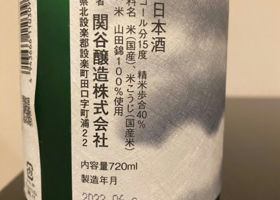 日本酒
コール分15度 精米歩合40%
料名 米(国産)、米こうじ(国産米)
米 山田錦100%使用
者 関谷醸造株式会社
県北設楽郡設楽町田口字町浦22
内容量720ml
製造年月